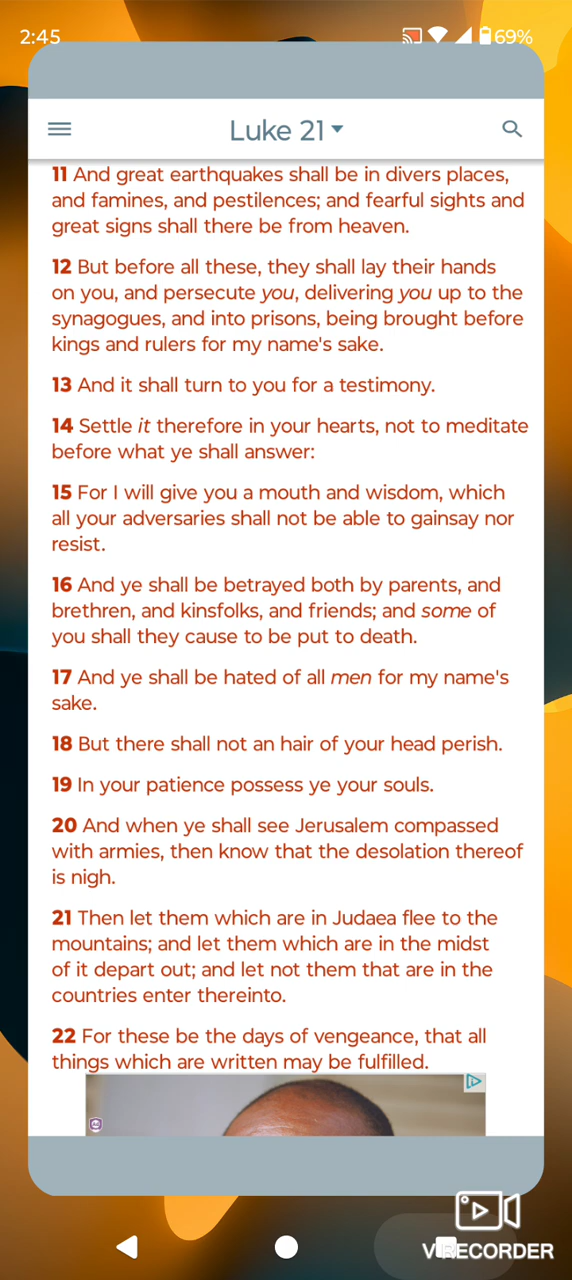 2:45
69%
Luke 21
11 And great earthquakes shall be in divers places,
and famines, and pestilences; and fearful sights and
great signs shall there be from heaven.
12 But before all these, they shall lay their hands
on you, and persecute you, delivering you up to the
synagogues, and into prisons, being brought before
kings and rulers for my name's sake.
13 And it shall turn to you for a testimony.
14 Settle it therefore in your hearts, not to meditate
before what ye shall answer:
15 For I will give you a mouth and wisdom, which
all your adversaries shall not be able to gainsay nor
resist.
16 And ye shall be betrayed both by parents, and
brethren, and kinsfolks, and friends; and some of
you shall they cause to be put to death.
17 And ye shall be hated of all men for my name's
sake.
18 But there shall not an hair of your head perish.
19 In your patience possess ye your souls.
20 And when ye shall see Jerusalem compassed
with armies, then know that the desolation thereof
is nigh.
21 Then let them which are in Judaea flee to the
mountains; and let them which are in the midst
of it depart out; and let not them that are in the
countries enter thereinto.
22 For these be the days of vengeance, that all
things which are written may be fulfilled.
V RECORDER